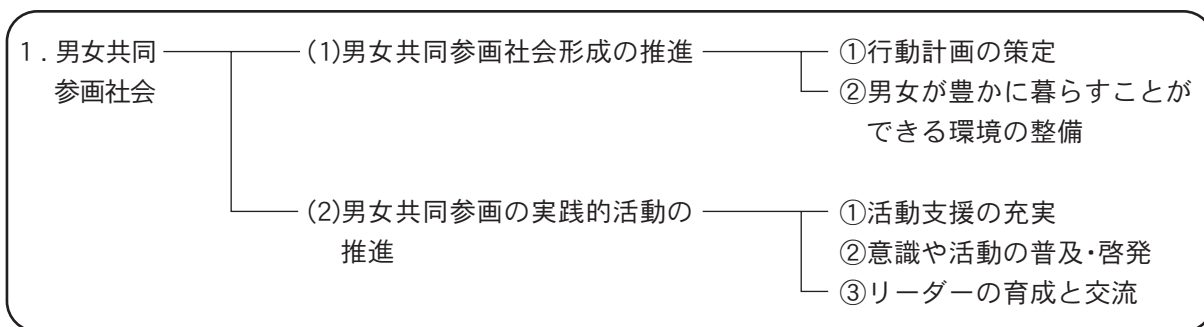 1．男女共同
参画社会
(1)男女共同参画社会形成の推進
①行動計画の策定
②男女が豊かに暮らすことが
できる環境の整備
(2)男女共同参画の実践的活動の
推進
①活動支援の充実
②意識や活動の普及・啓発
③リーダーの育成と交流